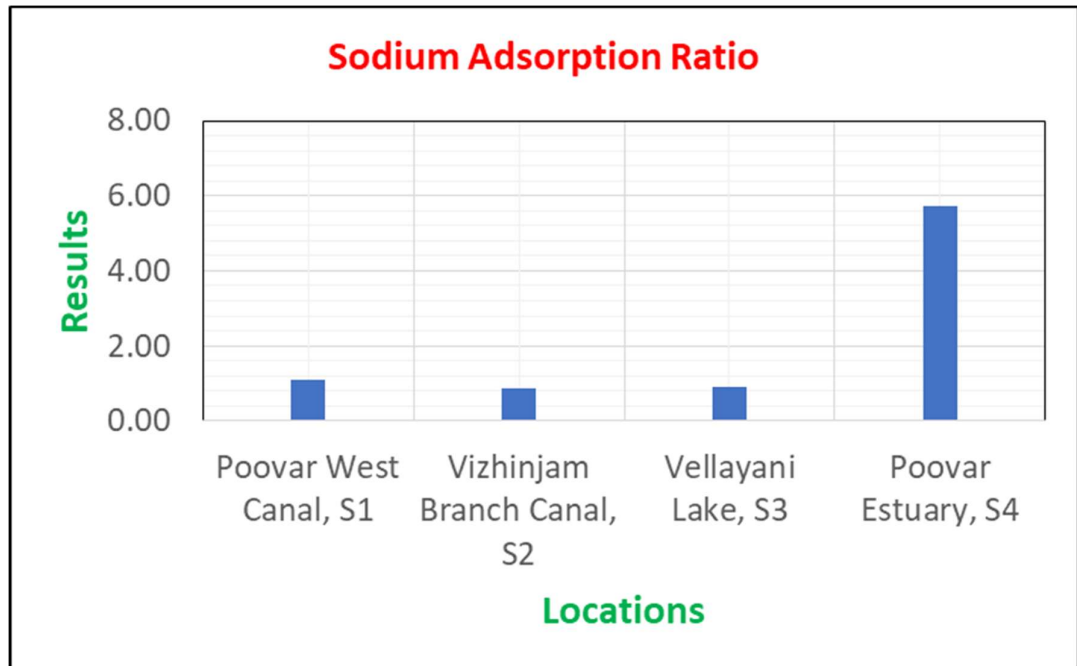 Sodium Adsorption Ratio
8.00
6.00
4.00
2.00
0.00
Results
Poovar West
Canal, S1
Vizhinjam
Branch Canal,
S2
Vellayani
Lake, S3
Poovar
Estuary, S4
Locations